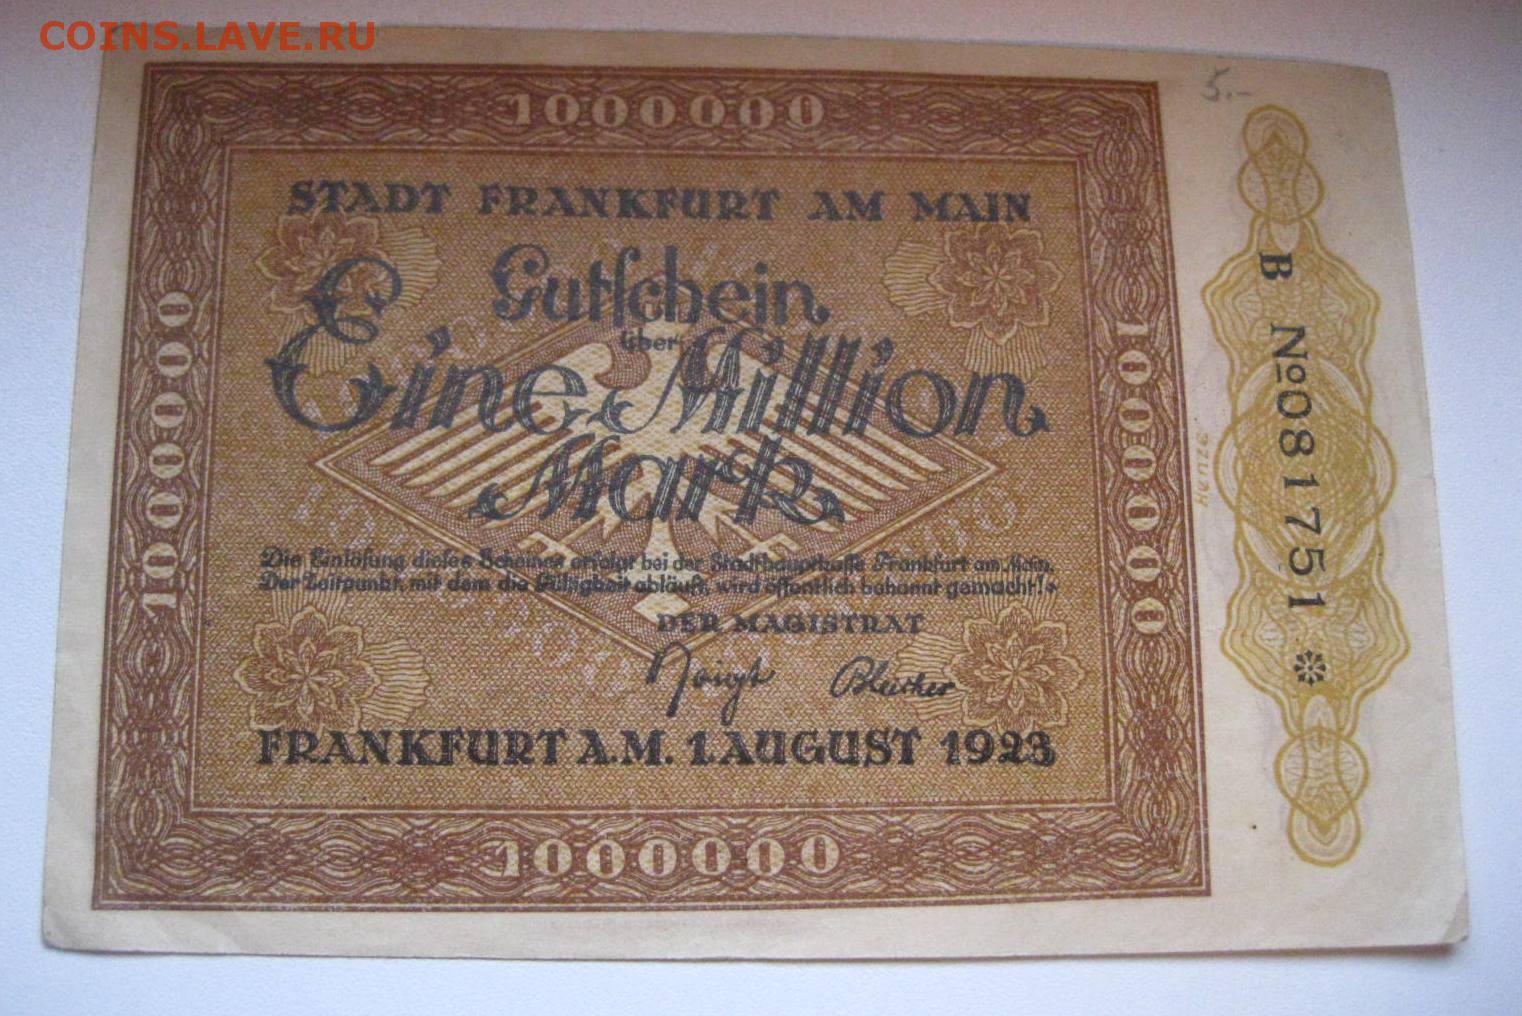 COINS.LAVE.RU
5.-
1000000
STADT FRANKFURT AM MAIN
Gutschein
über
Eine Million
Mark
Die Einlösung dieses Scheines erfolgt bei der Stadthauptkasse Frankfurt am Main.
Der Zeitpunkt, mit dem die Gültigkeit abläuft, wird öffentlich bekannt gemacht!
DER MAGISTRAT
Voigt
FRANKFURT A.M. 1. AUGUST 1923
1000000
1000000
1000000
B No081751 *